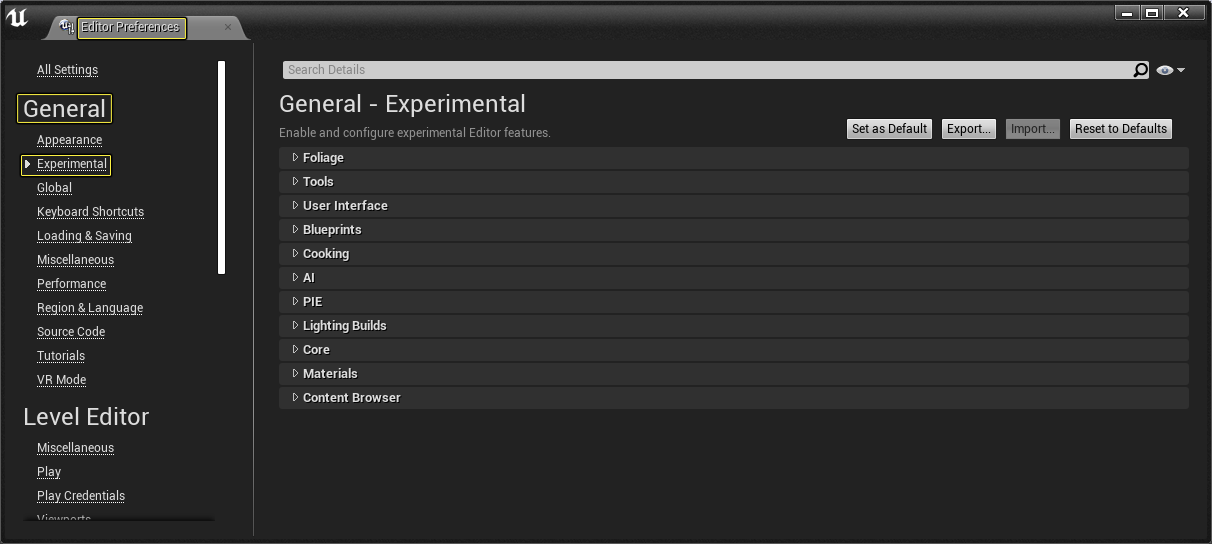 Editor Preferences
All Settings
General
Appearance
Experimental
Global
Keyboard Shortcuts
Loading & Saving
Miscellaneous
Performance
Region & Language
Source Code
Tutorials
VR Mode
Level Editor
Miscellaneous
Play
Play Credentials
Viewports
Search Details
General - Experimental
Enable and configure experimental Editor features.
Set as Default
Export...
Import...
Reset to Defaults
Foliage
Tools
User Interface
Blueprints
Cooking
AI
PIE
Lighting Builds
Core
Materials
Content Browser